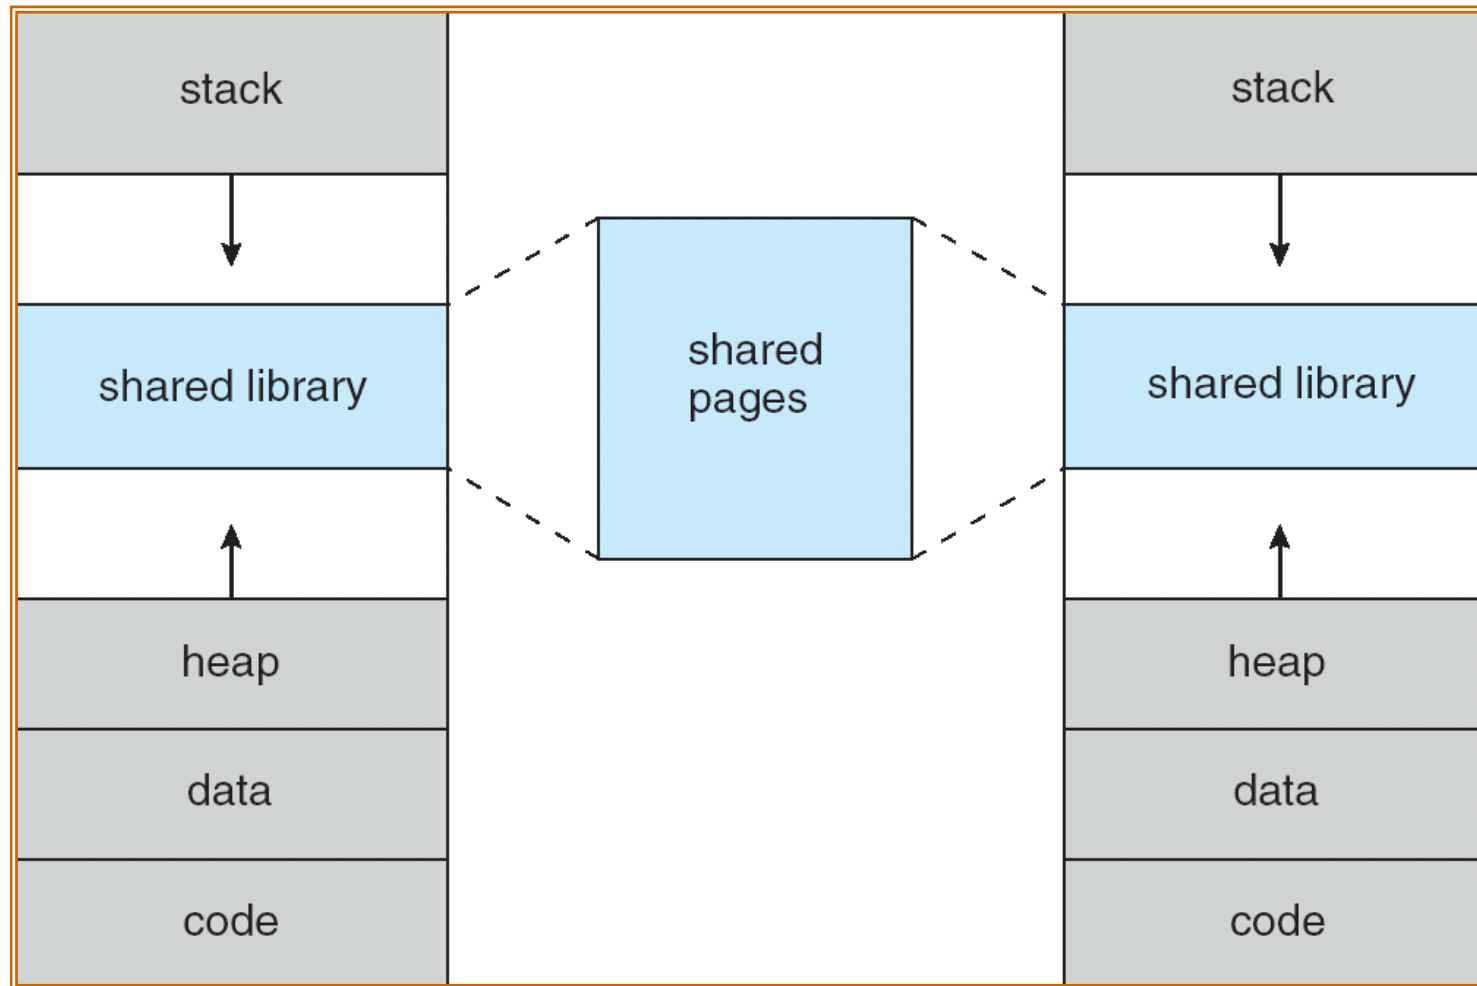 stack
shared library
heap
data
code
shared
pages
stack
shared library
heap
data
code